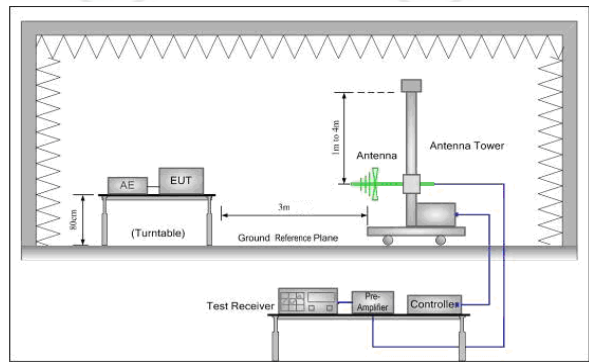 1m to 4m
Antenna
Antenna Tower
AE
EUT
80cm
(Turntable)
3m
Ground Reference Plane
Test Receiver
Pre-
Amplifier
Controller